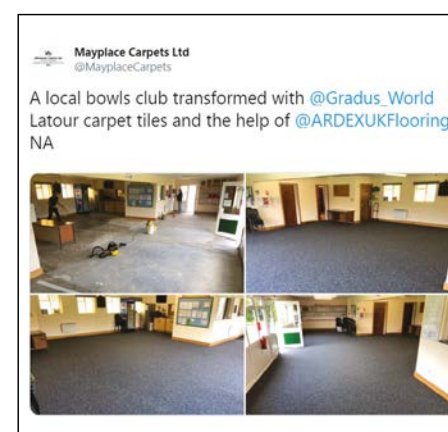 Mayplace Carpets Ltd
@MayplaceCarpets
A local bowls club transformed with @Gradus_World
Latour carpet tiles and the help of @ARDEXUKFlooring
NA